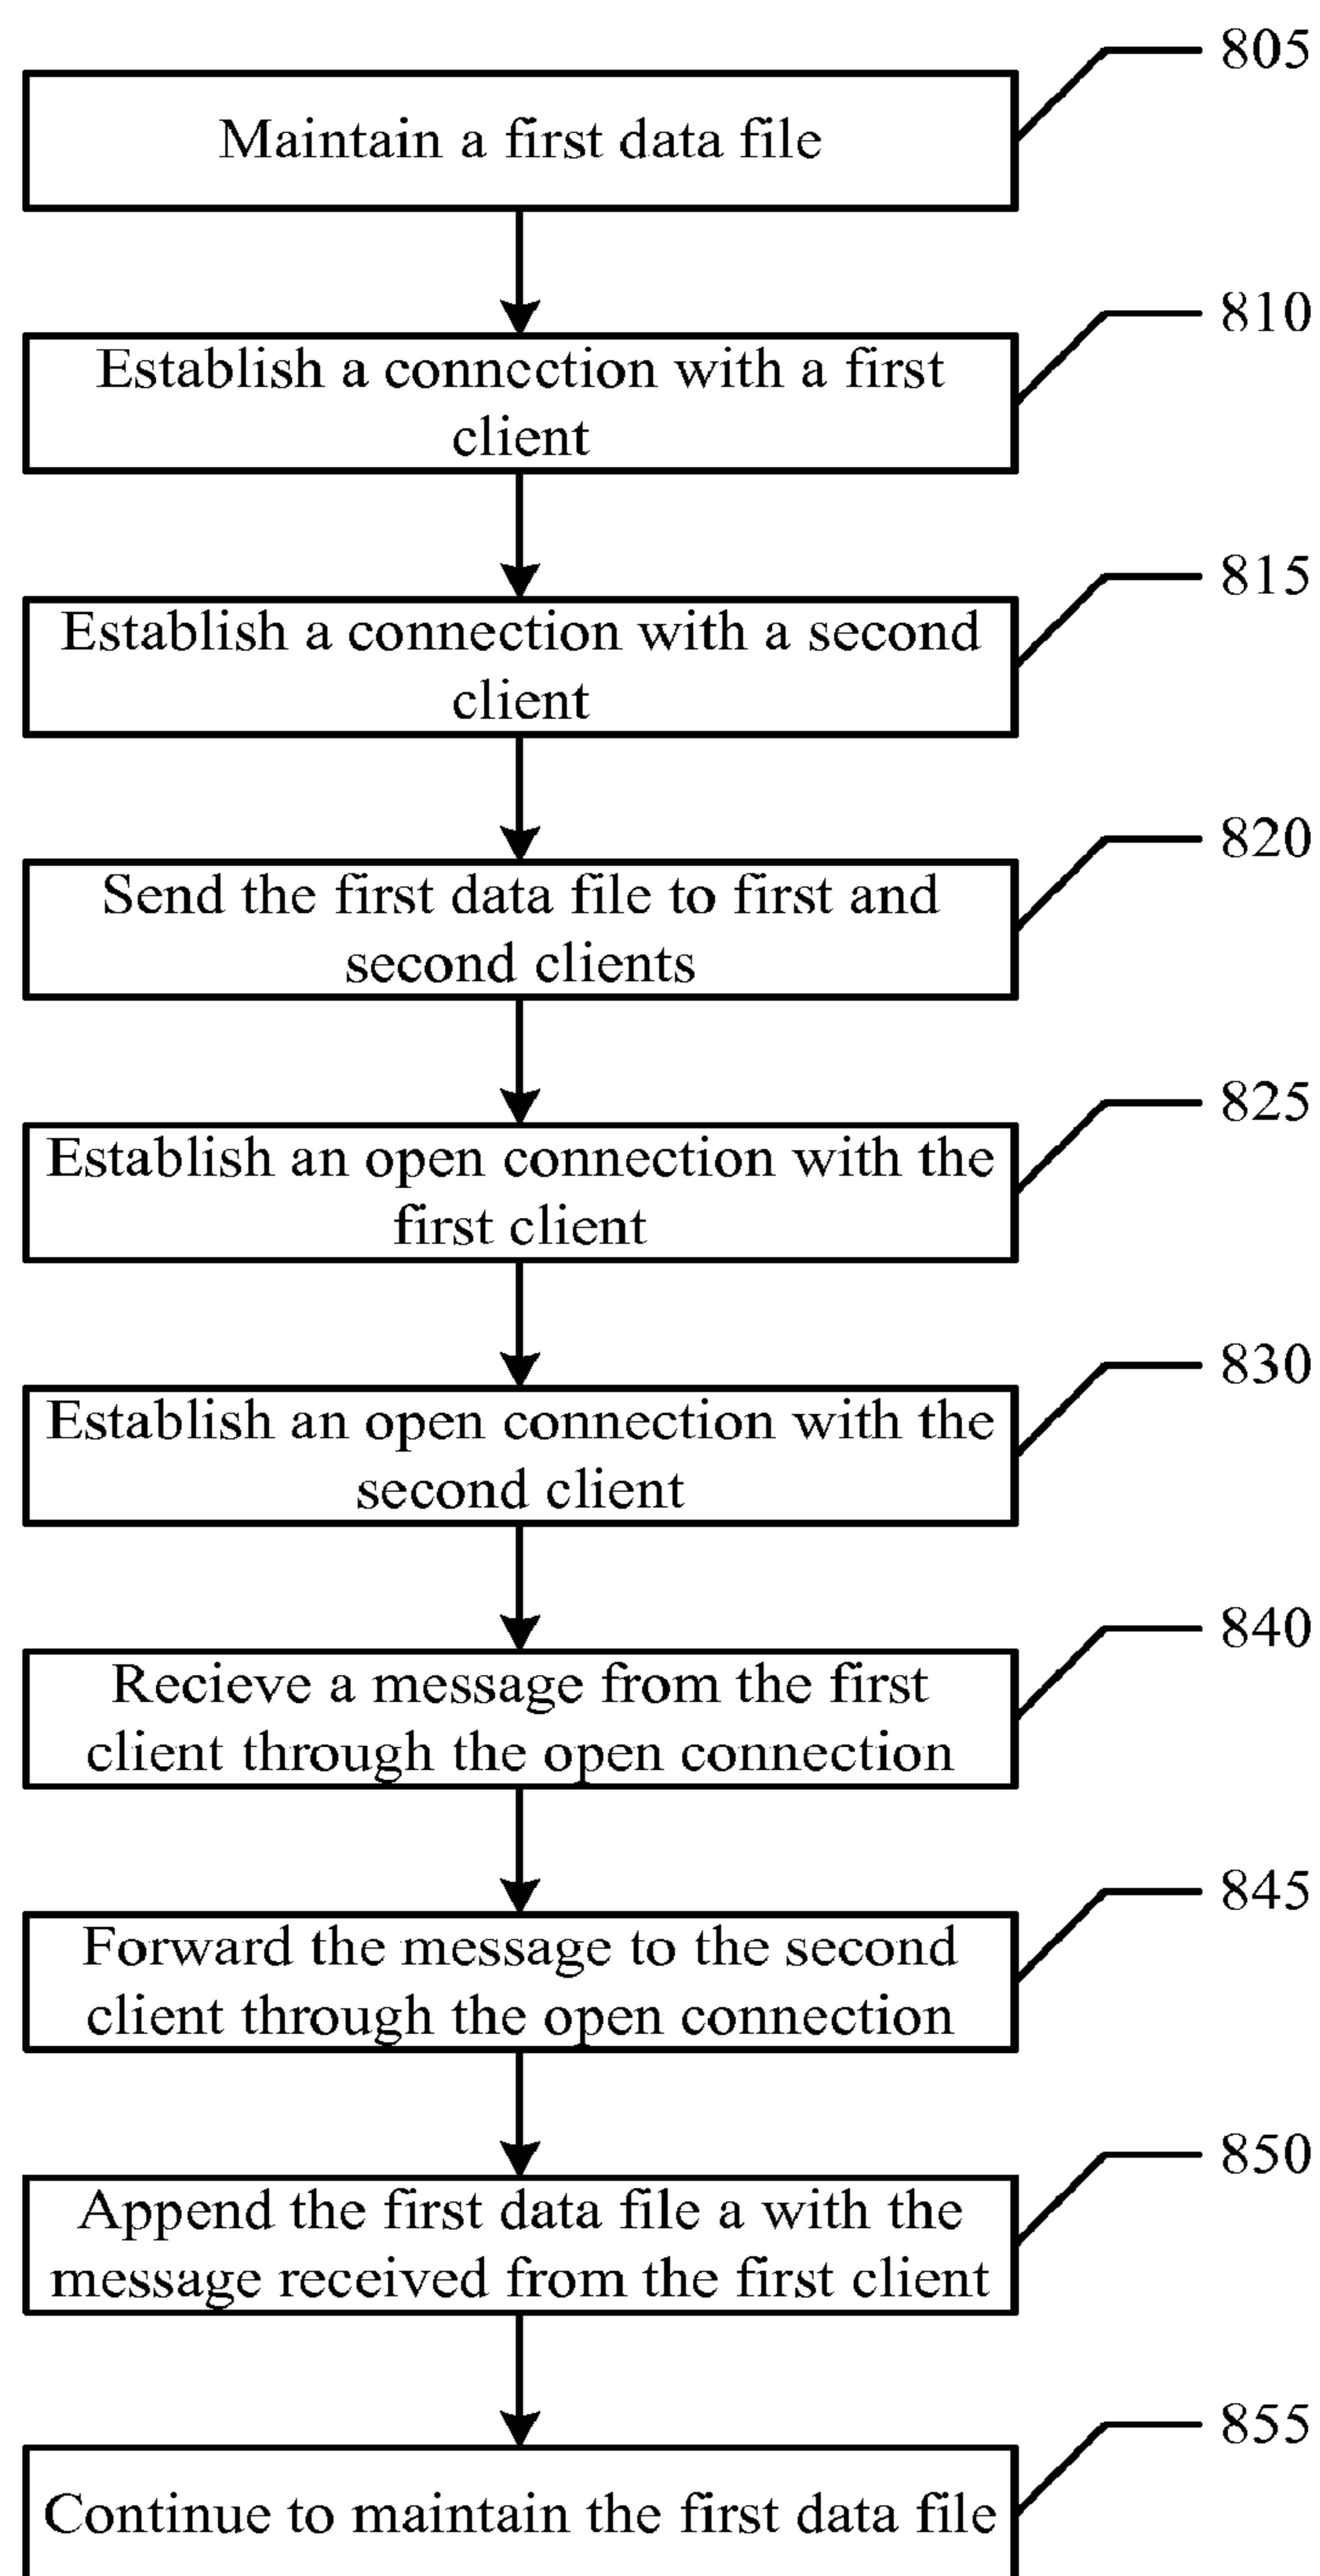 805
Maintain a first data file
810
Establish a connection with a first
client
815
Establish a connection with a second
client
820
Send the first data file to first and
second clients
825
Establish an open connection with the
first client
830
Establish an open connection with the
second client
840
Recieve a message from the first
client through the open connection
845
Forward the message to the second
client through the open connection
850
Append the first data file a with the
message received from the first client
855
Continue to maintain the first data file